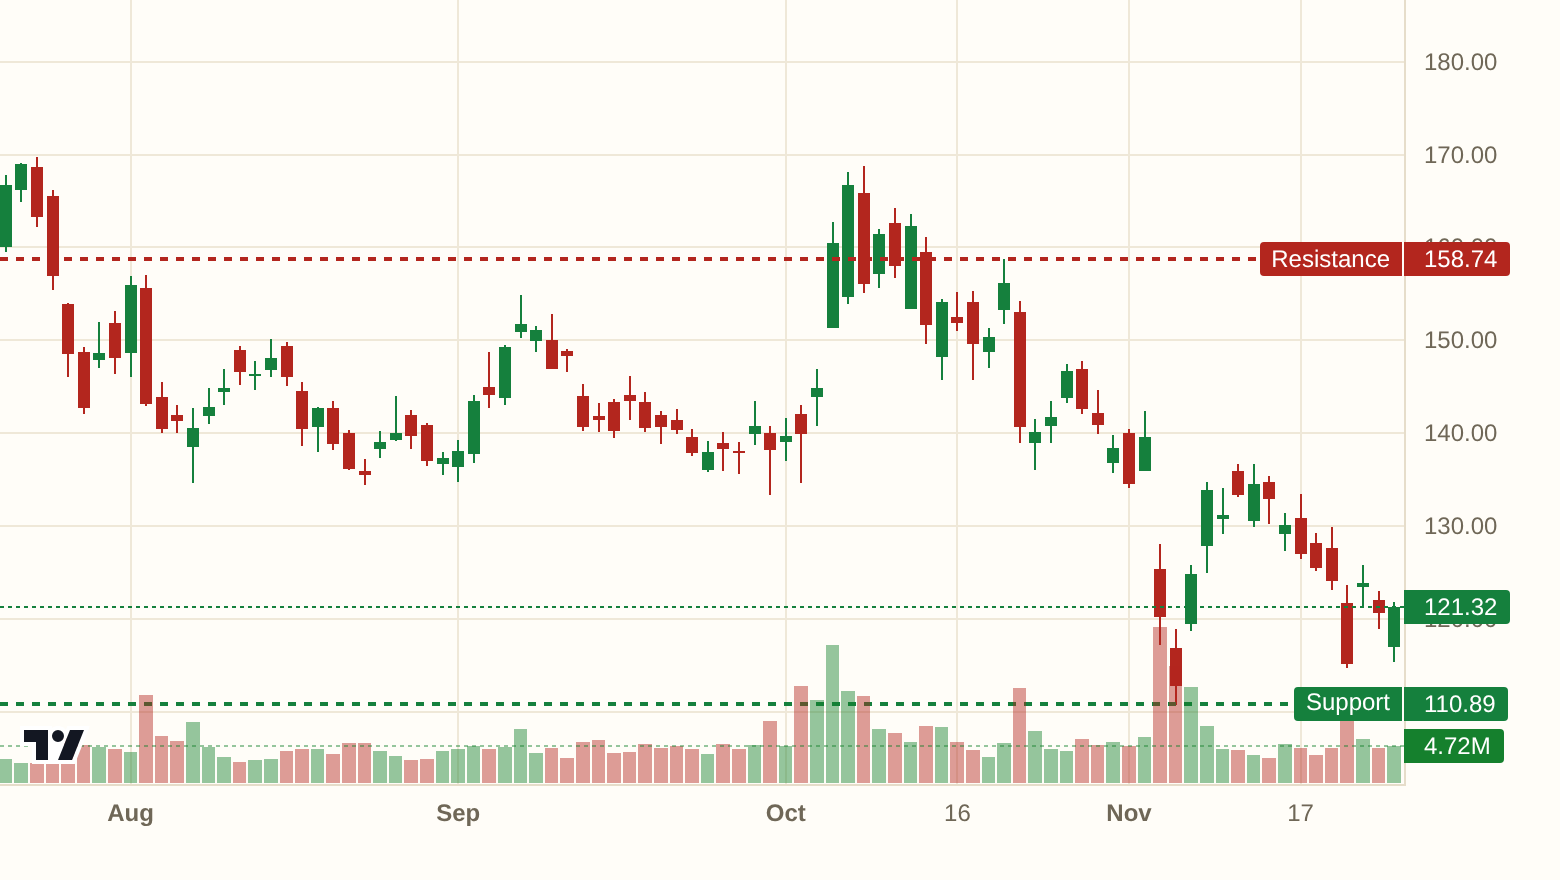 180.00
170.00
Resistance 158.74
150.00
140.00
130.00
121.32
Support 110.89
4.72M
Aug Sep Oct 16 Nov 17